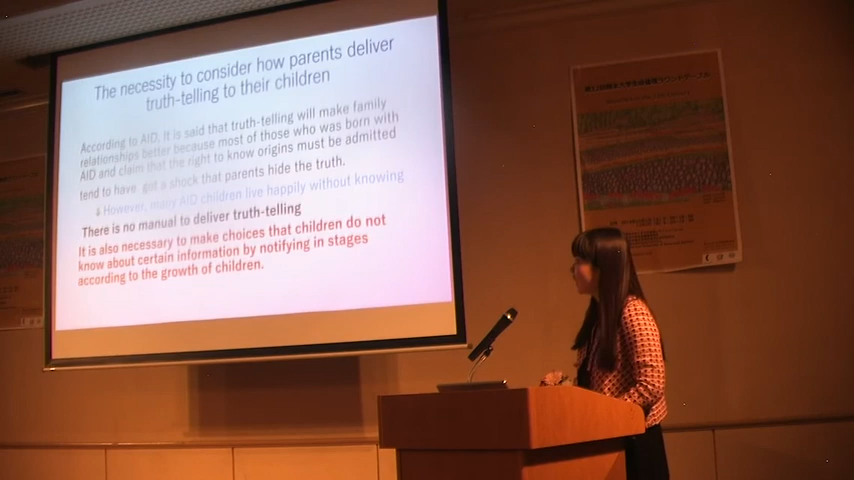 The necessity to consider how parents deliver
truth-telling to their children
According to AID, It is said that truth-telling will make family
relationships better because most of those who was born with
AID and claim that the right to know origins must be admitted
tend to have got a shock that parents hide the truth.
However, many AID children live happily without knowing
There is no manual to deliver truth-telling
It is also necessary to make choices that children do not
know about certain information by notifying in stages
according to the growth of children.